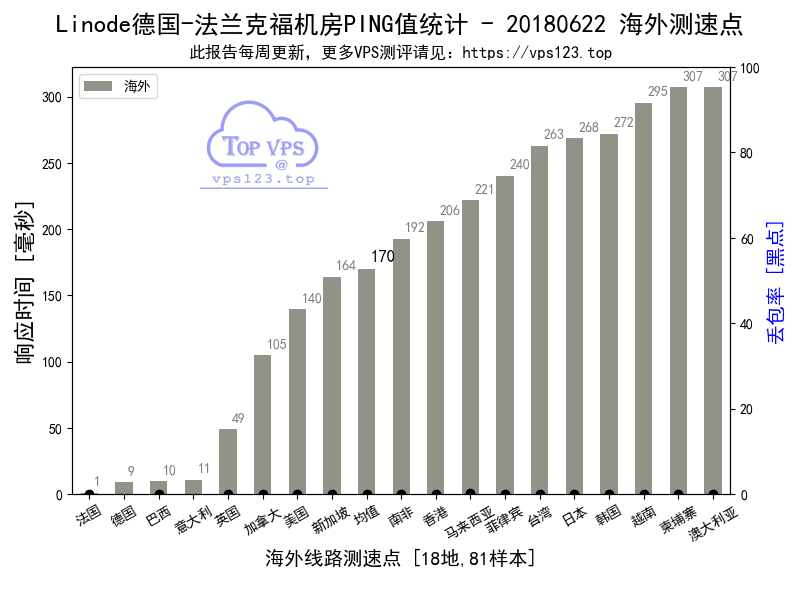 Linode德国-法兰克福机房PING值统计 - 20180622 海外测速点
此报告每周更新，更多VPS测评请见：https://vps123.top
海外
TOP VPS
@
vps123.top
响应时间 [毫秒]
300
250
200
150
100
50
0
1
9
10
11
49
105
140
164
170
192
206
221
240
263
268
272
295
307
307
100
80
60
40
20
0
丢包率 [黑点]
法国
德国
巴西
意大利
英国
加拿大
美国
新加坡
均值
南非
香港
马来西亚
菲律宾
台湾
日本
韩国
越南
柬埔寨
澳大利亚
海外线路测速点 [18地,81样本]